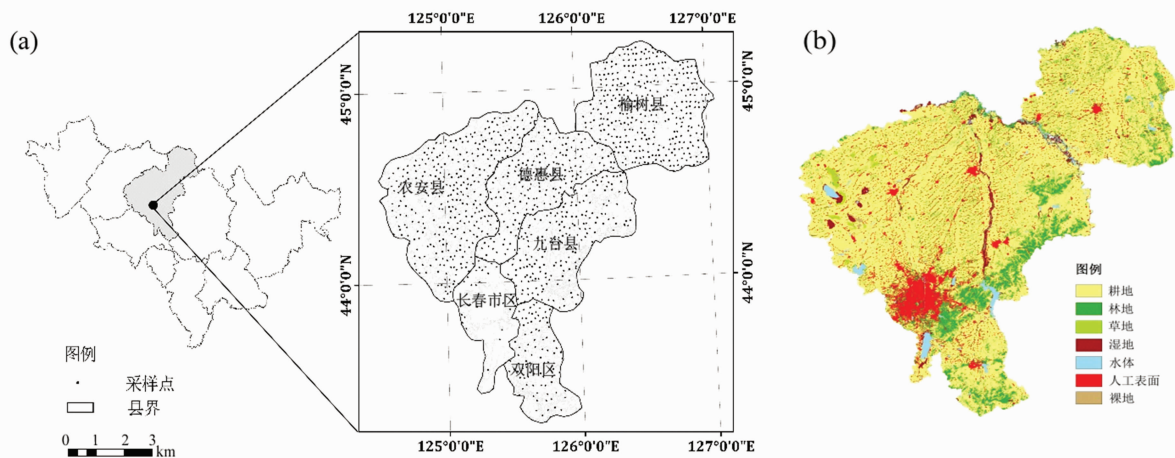 (a)
125°0'0"E
126°0'0"E
127°0'0"E
45°0'0"N
44°0'0"N
榆树县
德惠县
农安县
九台县
长春市区
双阳区
45°0'0"N
44°0'0"N
125°0'0"E
126°0'0"E
127°0'0"E
图例
采样点
县界
0 1 2 3
km
(b)
图例
耕地
林地
草地
湿地
水体
人工表面
裸地